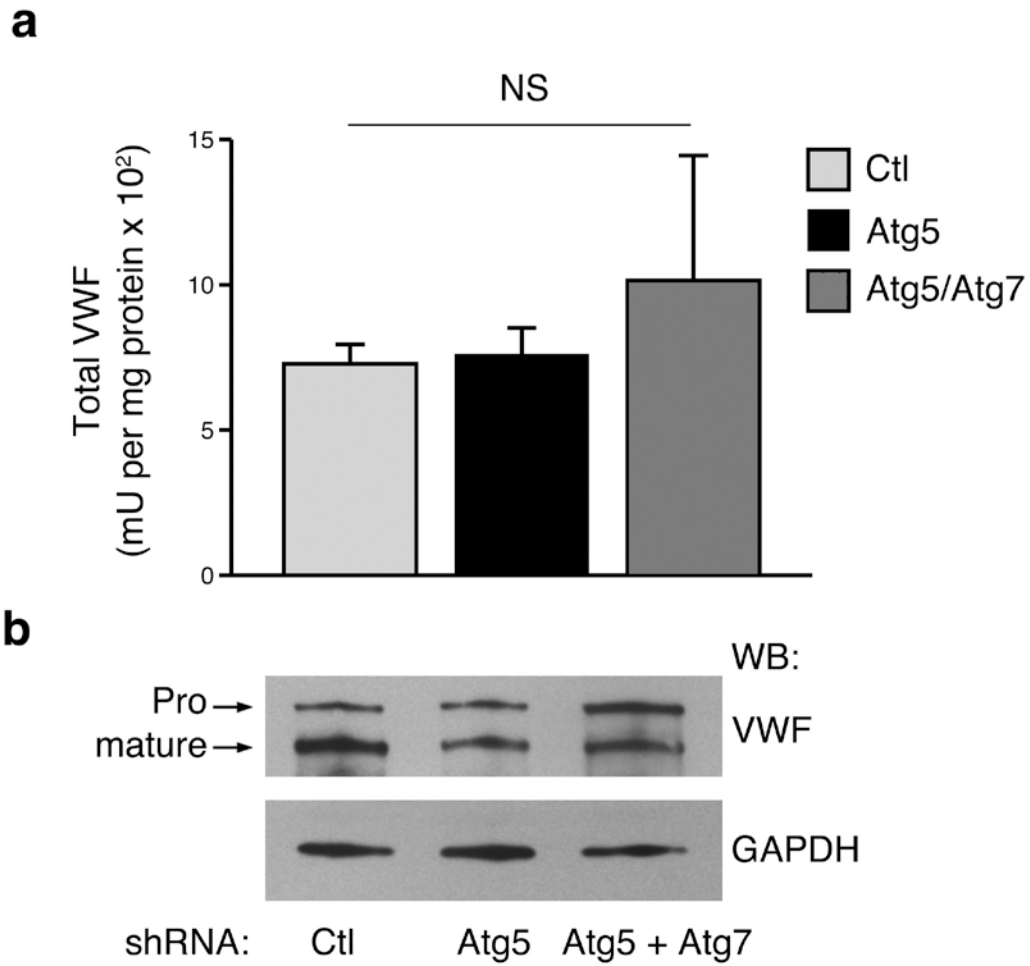 a
NS
15
10
5
0
Total VWF
(mU per mg protein x 10²)
Ctl
Atg5
Atg5/Atg7
b
WB:
Pro
mature
VWF
GAPDH
shRNA: Ctl Atg5 Atg5 + Atg7